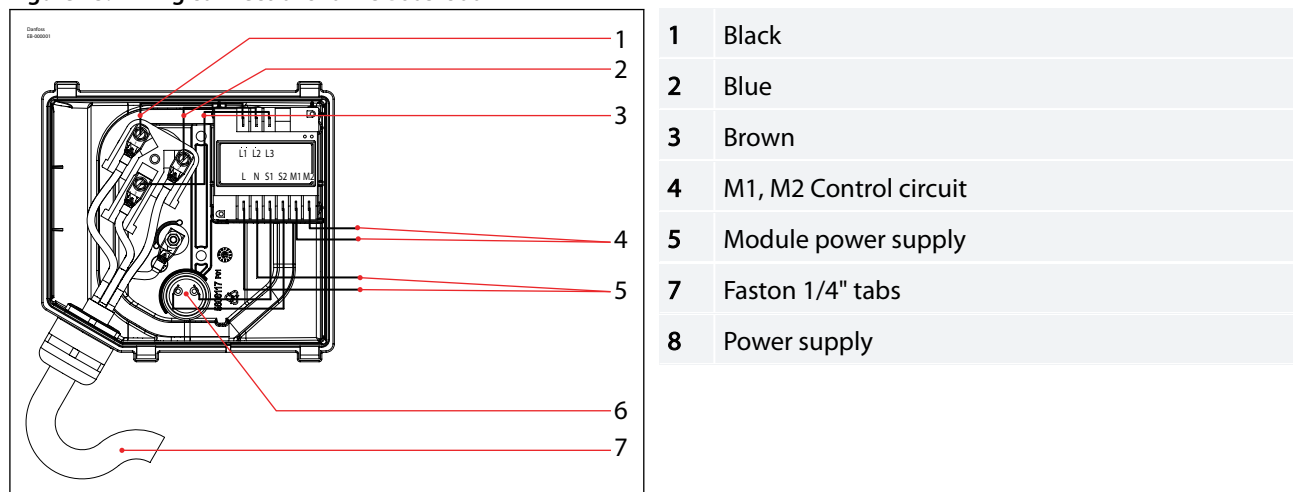 Danfoss
EB-000001
1
2
3
L1 L2 L3
L N S1 S2 M1 M2
4
5
6
7
1 Black
2 Blue
3 Brown
4 M1, M2 Control circuit
5 Module power supply
7 Faston 1/4" tabs
8 Power supply